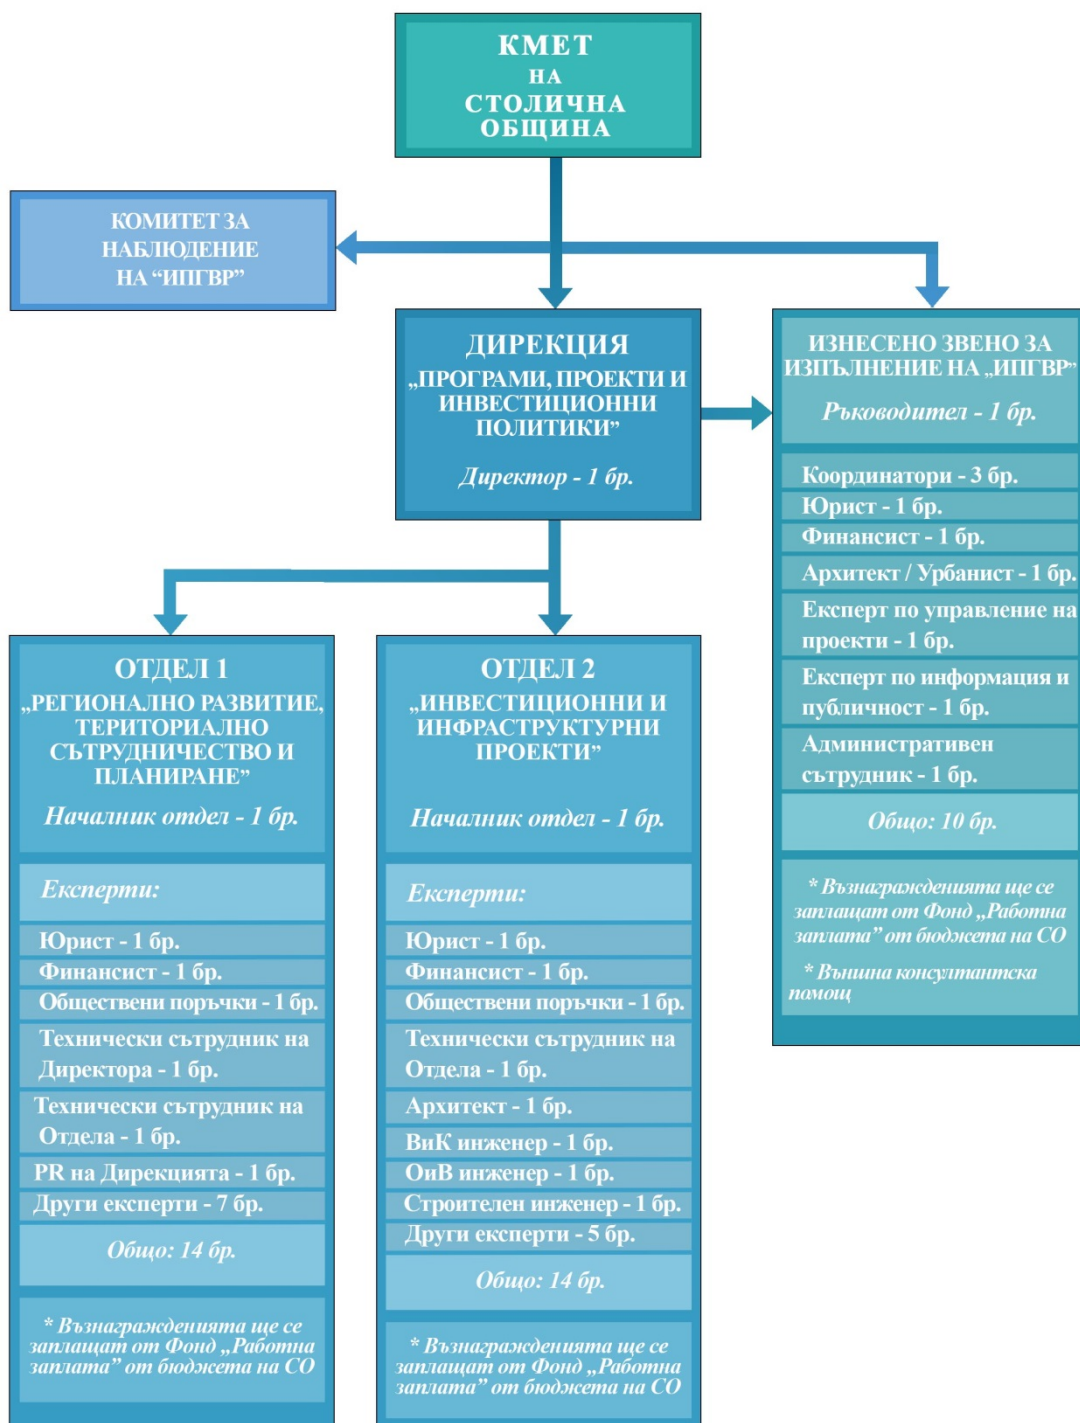 КМЕТ
НА
СТОЛИЧНА
ОБЩИНА
КОМИТЕТ ЗА
НАБЛЮДЕНИЕ
НА “ИПГВР”
ДИРЕКЦИЯ
„ПРОГРАМИ, ПРОЕКТИ И
ИНВЕСТИЦИОННИ
ПОЛИТИКИ”
Директор - 1 бр.
ИЗНЕСЕНО ЗВЕНО ЗА
ИЗПЪЛНЕНИЕ НА „ИПГВР”
Ръководител - 1 бр.
Координатори - 3 бр.
Юрист - 1 бр.
Финансист - 1 бр.
Архитект / Урбанист - 1 бр.
Експерт по управление на
проекти - 1 бр.
Експерт по информация и
публичност - 1 бр.
Административен
сътрудник - 1 бр.
Общо: 10 бр.
* Възнагражденията ще се
заплащат от Фонд „Работна
заплата” от бюджета на СО
* Външна консултантска
помощ
ОТДЕЛ 1
„РЕГИОНАЛНО РАЗВИТИЕ,
ТЕРИТОРИАЛНО
СЪТРУДНИЧЕСТВО И
ПЛАНИРАНЕ”
Началник отдел - 1 бр.
Експерти:
Юрист - 1 бр.
Финансист - 1 бр.
Обществени поръчки - 1 бр.
Технически сътрудник на
Директора - 1 бр.
Технически сътрудник на
Отдела - 1 бр.
PR на Дирекцията - 1 бр.
Други експерти - 7 бр.
Общо: 14 бр.
* Възнагражденията ще се
заплащат от Фонд „Работна
заплата” от бюджета на СО
ОТДЕЛ 2
„ИНВЕСТИЦИОННИ И
ИНФРАСТРУКТУРНИ
ПРОЕКТИ”
Началник отдел - 1 бр.
Експерти:
Юрист - 1 бр.
Финансист - 1 бр.
Обществени поръчки - 1 бр.
Технически сътрудник на
Отдела - 1 бр.
Архитект - 1 бр.
ВиК инженер - 1 бр.
ОиВ инженер - 1 бр.
Строителен инженер - 1 бр.
Други експерти - 5 бр.
Общо: 14 бр.
* Възнагражденията ще се
заплащат от Фонд „Работна
заплата” от бюджета на СО